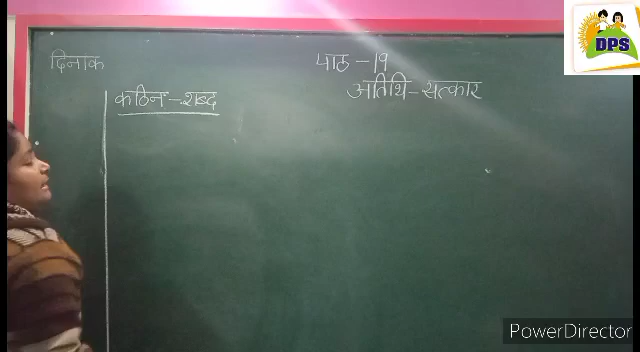 दिनाक
पाठ - 19
अतिथि - सत्कार
कठिन - शब्द
DPS
PowerDirector